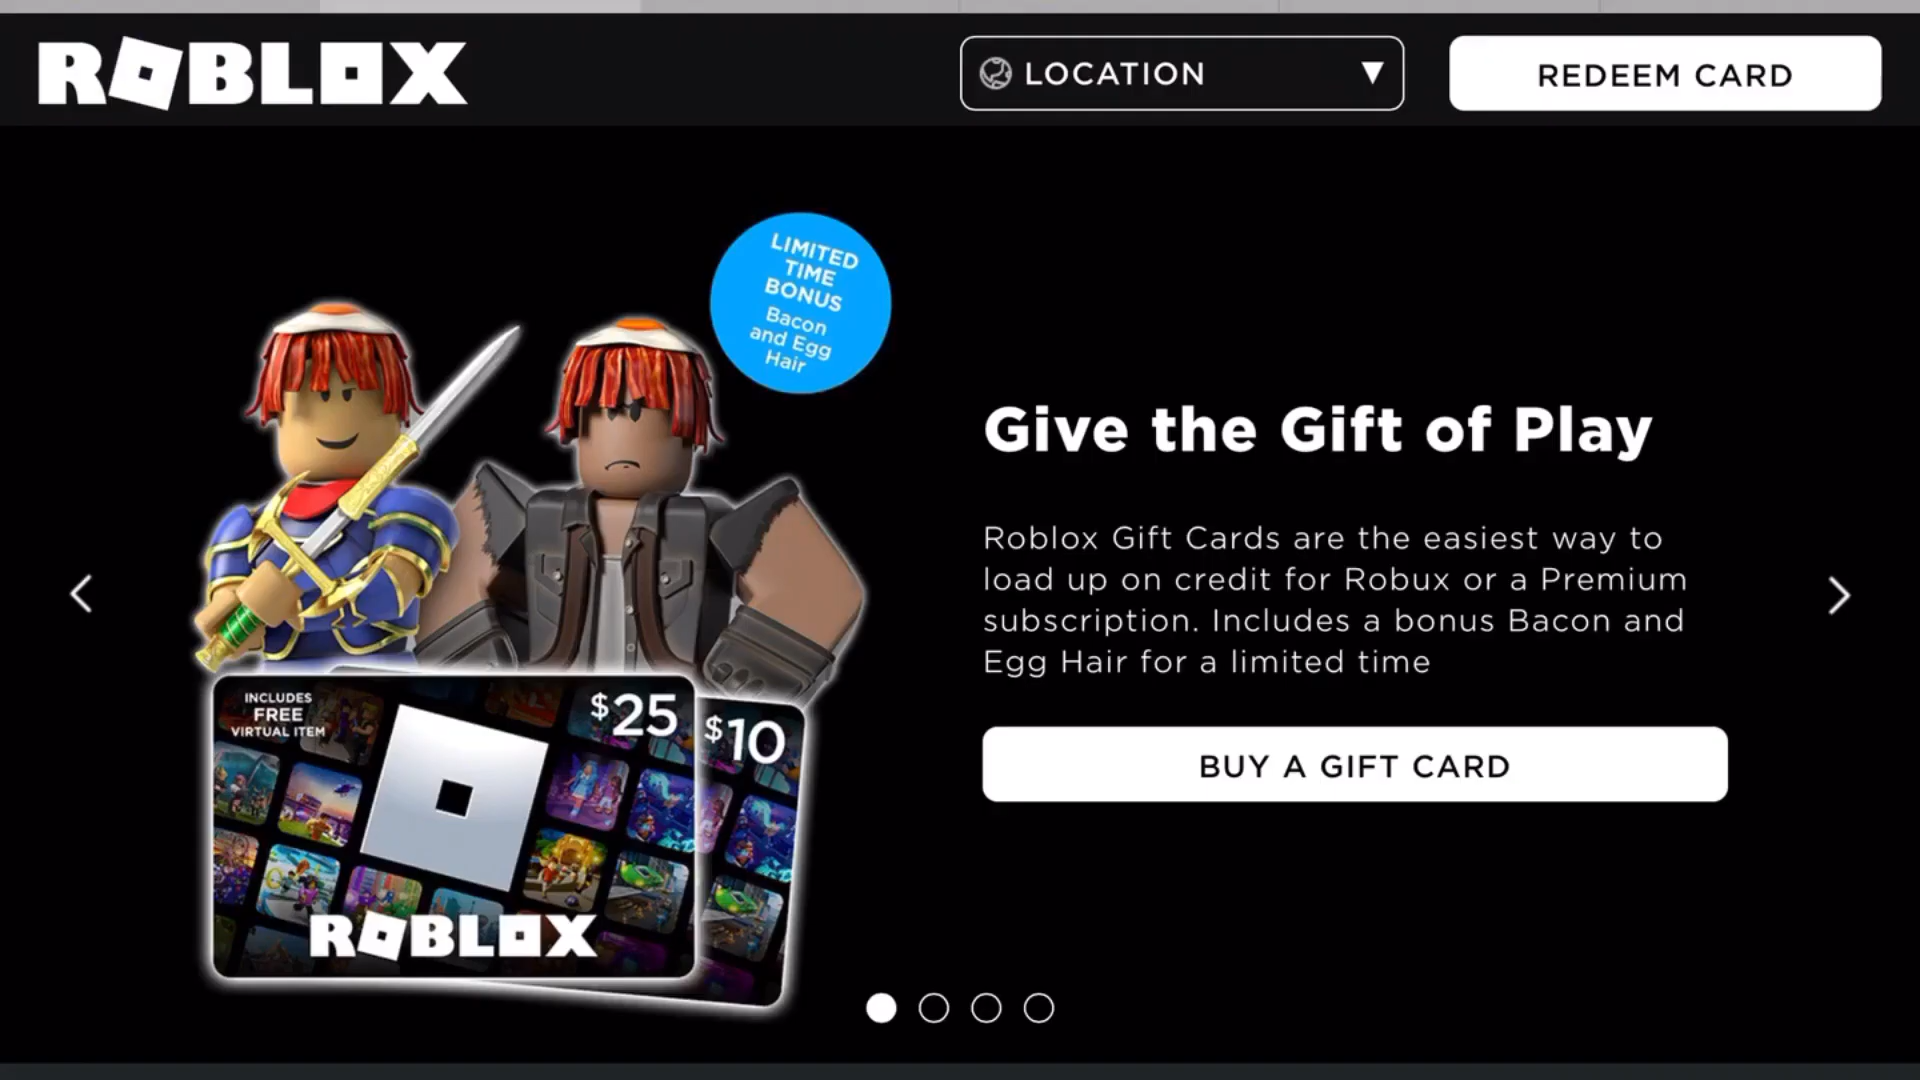 ROBLOX
LOCATION
REDEEM CARD
LIMITED
TIME
BONUS
Bacon
and Egg
Hair
Give the Gift of Play
Roblox Gift Cards are the easiest way to
load up on credit for Robux or a Premium
subscription. Includes a bonus Bacon and
Egg Hair for a limited time
BUY A GIFT CARD
INCLUDES
FREE
VIRTUAL ITEM
$25
$10
ROBLOX